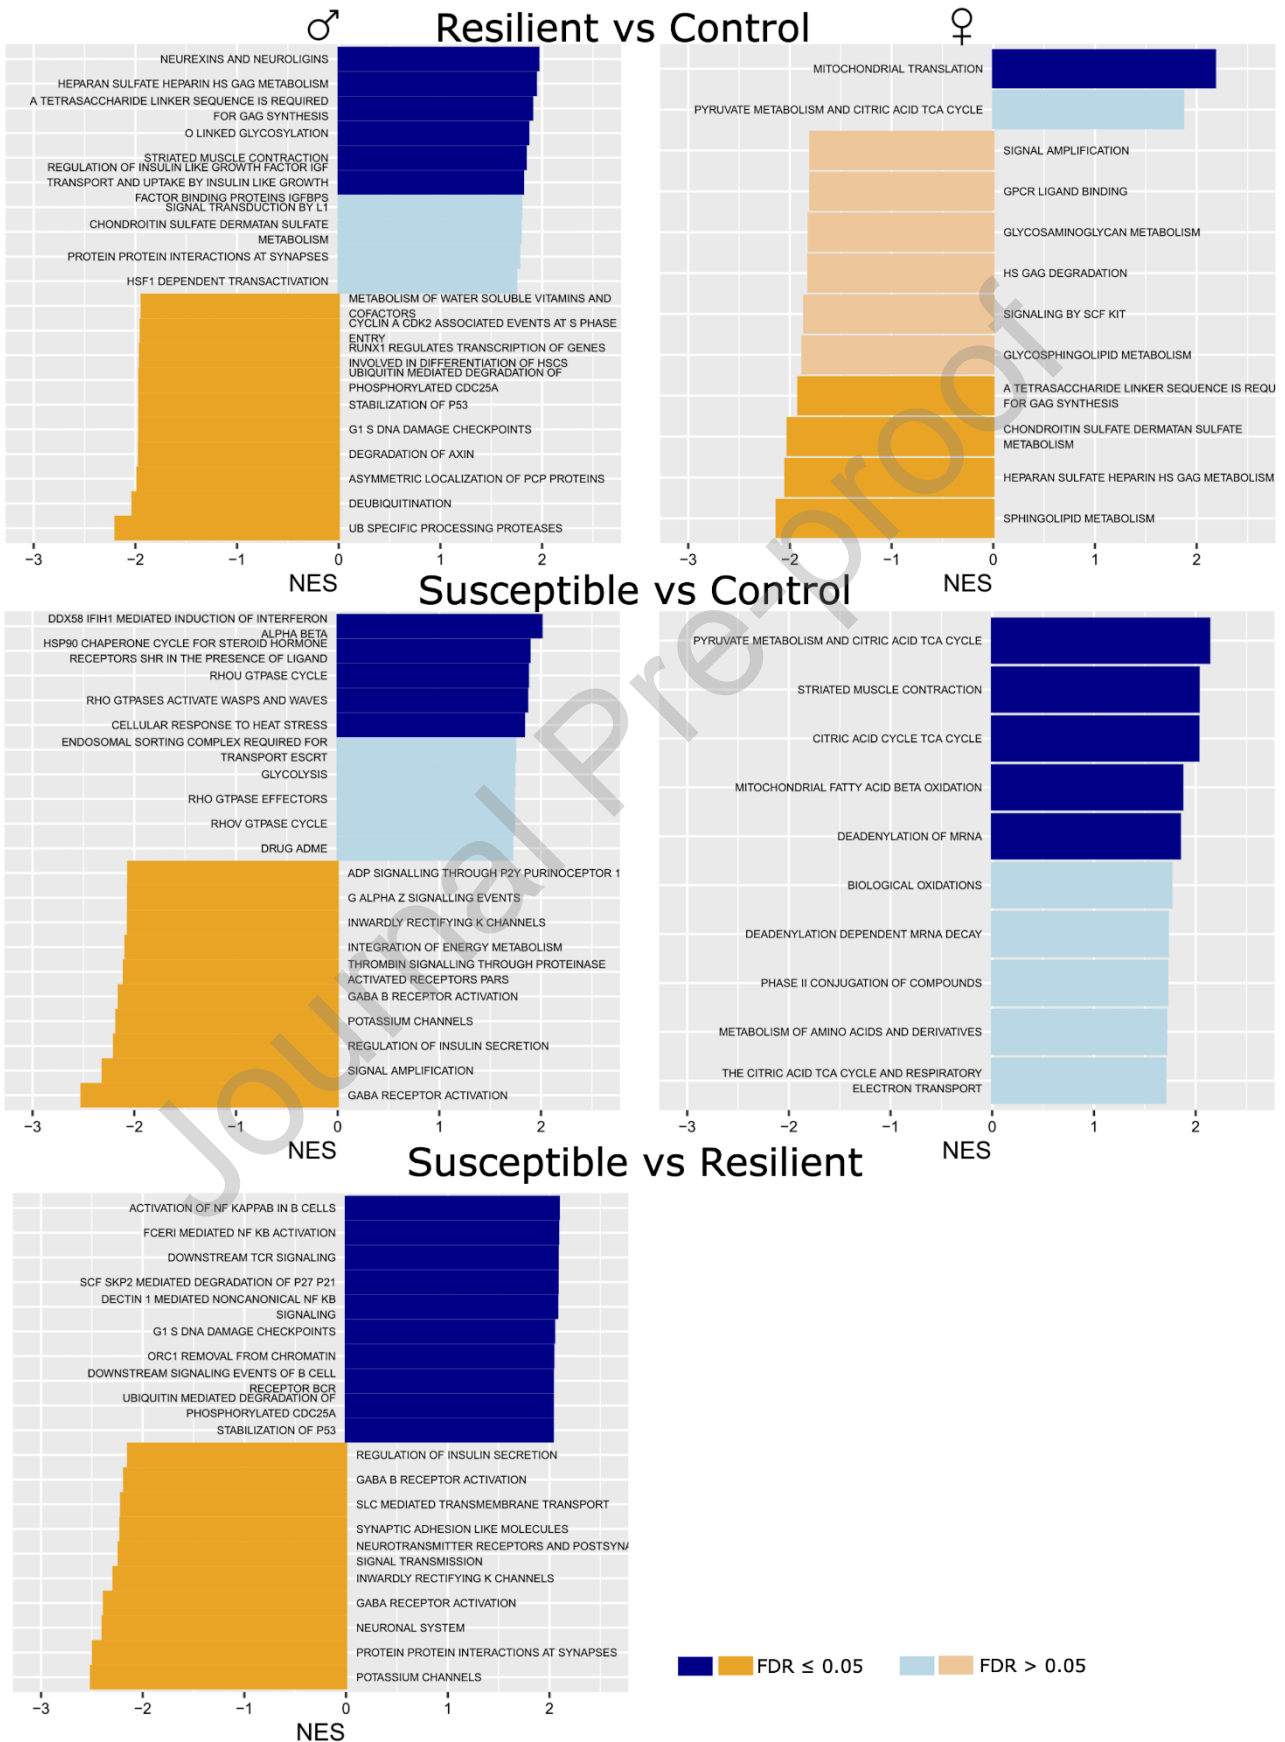 ♂ Resilient vs Control ♀
NEUREXINS AND NEUROLIGINS
HEPARAN SULFATE HEPARIN HS GAG METABOLISM
A TETRASACCHARIDE LINKER SEQUENCE IS REQUIRED
FOR GAG SYNTHESIS
O LINKED GLYCOSYLATION
STRIATED MUSCLE CONTRACTION
REGULATION OF INSULIN LIKE GROWTH FACTOR IGF
TRANSPORT AND UPTAKE BY INSULIN LIKE GROWTH
FACTOR BINDING PROTEINS IGFBPS
SIGNAL TRANSDUCTION BY L1
CHONDROITIN SULFATE DERMATAN SULFATE
METABOLISM
PROTEIN PROTEIN INTERACTIONS AT SYNAPSES
HSF1 DEPENDENT TRANSACTIVATION
METABOLISM OF WATER SOLUBLE VITAMINS AND
COFACTORS
CYCLIN A CDK2 ASSOCIATED EVENTS AT S PHASE
ENTRY
RUNX1 REGULATES TRANSCRIPTION OF GENES
INVOLVED IN DIFFERENTIATION OF HSCS
UBIQUITIN MEDIATED DEGRADATION OF
PHOSPHORYLATED CDC25A
STABILIZATION OF P53
G1 S DNA DAMAGE CHECKPOINTS
DEGRADATION OF AXIN
ASYMMETRIC LOCALIZATION OF PCP PROTEINS
DEUBIQUITINATION
UB SPECIFIC PROCESSING PROTEASES
−3 −2 −1 0 1 2
NES
MITOCHONDRIAL TRANSLATION
PYRUVATE METABOLISM AND CITRIC ACID TCA CYCLE
SIGNAL AMPLIFICATION
GPCR LIGAND BINDING
GLYCOSAMINOGLYCAN METABOLISM
HS GAG DEGRADATION
SIGNALING BY SCF KIT
GLYCOSPHINGOLIPID METABOLISM
A TETRASACCHARIDE LINKER SEQUENCE IS REQU
FOR GAG SYNTHESIS
CHONDROITIN SULFATE DERMATAN SULFATE
METABOLISM
HEPARAN SULFATE HEPARIN HS GAG METABOLISM
SPHINGOLIPID METABOLISM
−3 −2 −1 0 1 2
NES
Susceptible vs Control
DDX58 IFIH1 MEDIATED INDUCTION OF INTERFERON
ALPHA BETA
HSP90 CHAPERONE CYCLE FOR STEROID HORMONE
RECEPTORS SHR IN THE PRESENCE OF LIGAND
RHOU GTPASE CYCLE
RHO GTPASES ACTIVATE WASPS AND WAVES
CELLULAR RESPONSE TO HEAT STRESS
ENDOSOMAL SORTING COMPLEX REQUIRED FOR
TRANSPORT ESCRT
GLYCOLYSIS
RHO GTPASE EFFECTORS
RHOV GTPASE CYCLE
DRUG ADME
ADP SIGNALLING THROUGH P2Y PURINOCEPTOR 1
G ALPHA Z SIGNALLING EVENTS
INWARDLY RECTIFYING K CHANNELS
INTEGRATION OF ENERGY METABOLISM
THROMBIN SIGNALLING THROUGH PROTEINASE
ACTIVATED RECEPTORS PARS
GABA B RECEPTOR ACTIVATION
POTASSIUM CHANNELS
REGULATION OF INSULIN SECRETION
SIGNAL AMPLIFICATION
GABA RECEPTOR ACTIVATION
−3 −2 −1 0 1 2
NES
PYRUVATE METABOLISM AND CITRIC ACID TCA CYCLE
STRIATED MUSCLE CONTRACTION
CITRIC ACID CYCLE TCA CYCLE
MITOCHONDRIAL FATTY ACID BETA OXIDATION
DEADENYLATION OF MRNA
BIOLOGICAL OXIDATIONS
DEADENYLATION DEPENDENT MRNA DECAY
PHASE II CONJUGATION OF COMPOUNDS
METABOLISM OF AMINO ACIDS AND DERIVATIVES
THE CITRIC ACID TCA CYCLE AND RESPIRATORY
ELECTRON TRANSPORT
−3 −2 −1 0 1 2
NES
Susceptible vs Resilient
ACTIVATION OF NF KAPPAB IN B CELLS
FCERI MEDIATED NF KB ACTIVATION
DOWNSTREAM TCR SIGNALING
SCF SKP2 MEDIATED DEGRADATION OF P27 P21
DECTIN 1 MEDIATED NONCANONICAL NF KB
SIGNALING
G1 S DNA DAMAGE CHECKPOINTS
ORC1 REMOVAL FROM CHROMATIN
DOWNSTREAM SIGNALING EVENTS OF B CELL
RECEPTOR BCR
UBIQUITIN MEDIATED DEGRADATION OF
PHOSPHORYLATED CDC25A
STABILIZATION OF P53
REGULATION OF INSULIN SECRETION
GABA B RECEPTOR ACTIVATION
SLC MEDIATED TRANSMEMBRANE TRANSPORT
SYNAPTIC ADHESION LIKE MOLECULES
NEUROTRANSMITTER RECEPTORS AND POSTSYNA
SIGNAL TRANSMISSION
INWARDLY RECTIFYING K CHANNELS
GABA RECEPTOR ACTIVATION
NEURONAL SYSTEM
PROTEIN PROTEIN INTERACTIONS AT SYNAPSES
POTASSIUM CHANNELS
−3 −2 −1 0 1 2
NES
FDR ≤ 0.05 FDR > 0.05
Journal Pre-proof